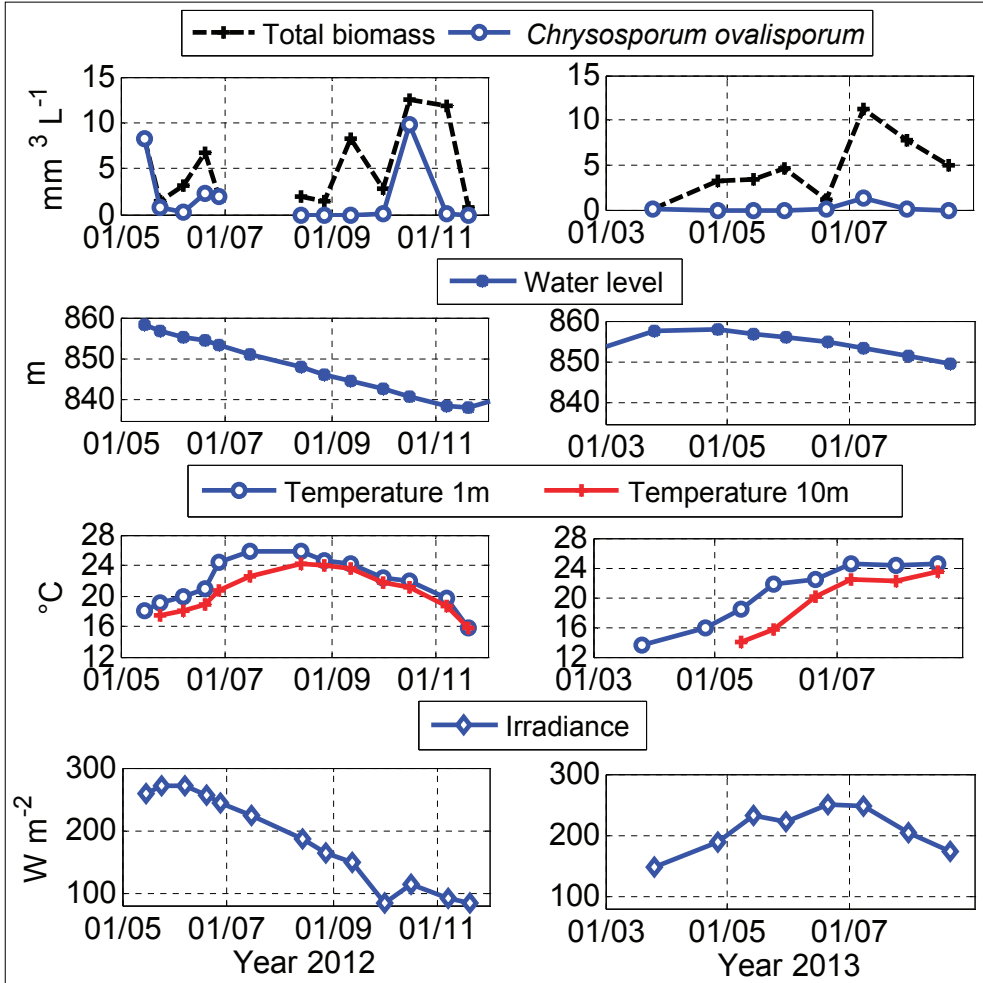 Total biomass Chrysosporum ovalisporum
15 15
10 10
5 5
0 0
mm ³ L⁻¹
01/05 01/07 01/09 01/11 01/03 01/05 01/07
Water level
860 860
850 850
840 840
m
01/05 01/07 01/09 01/11 01/03 01/05 01/07
Temperature 1m Temperature 10m
28 28
24 24
20 20
16 16
12 12
°C
01/05 01/07 01/09 01/11 01/03 01/05 01/07
Irradiance
300 300
200 200
100 100
W m⁻²
01/05 01/07 01/09 01/11 01/03 01/05 01/07
Year 2012 Year 2013